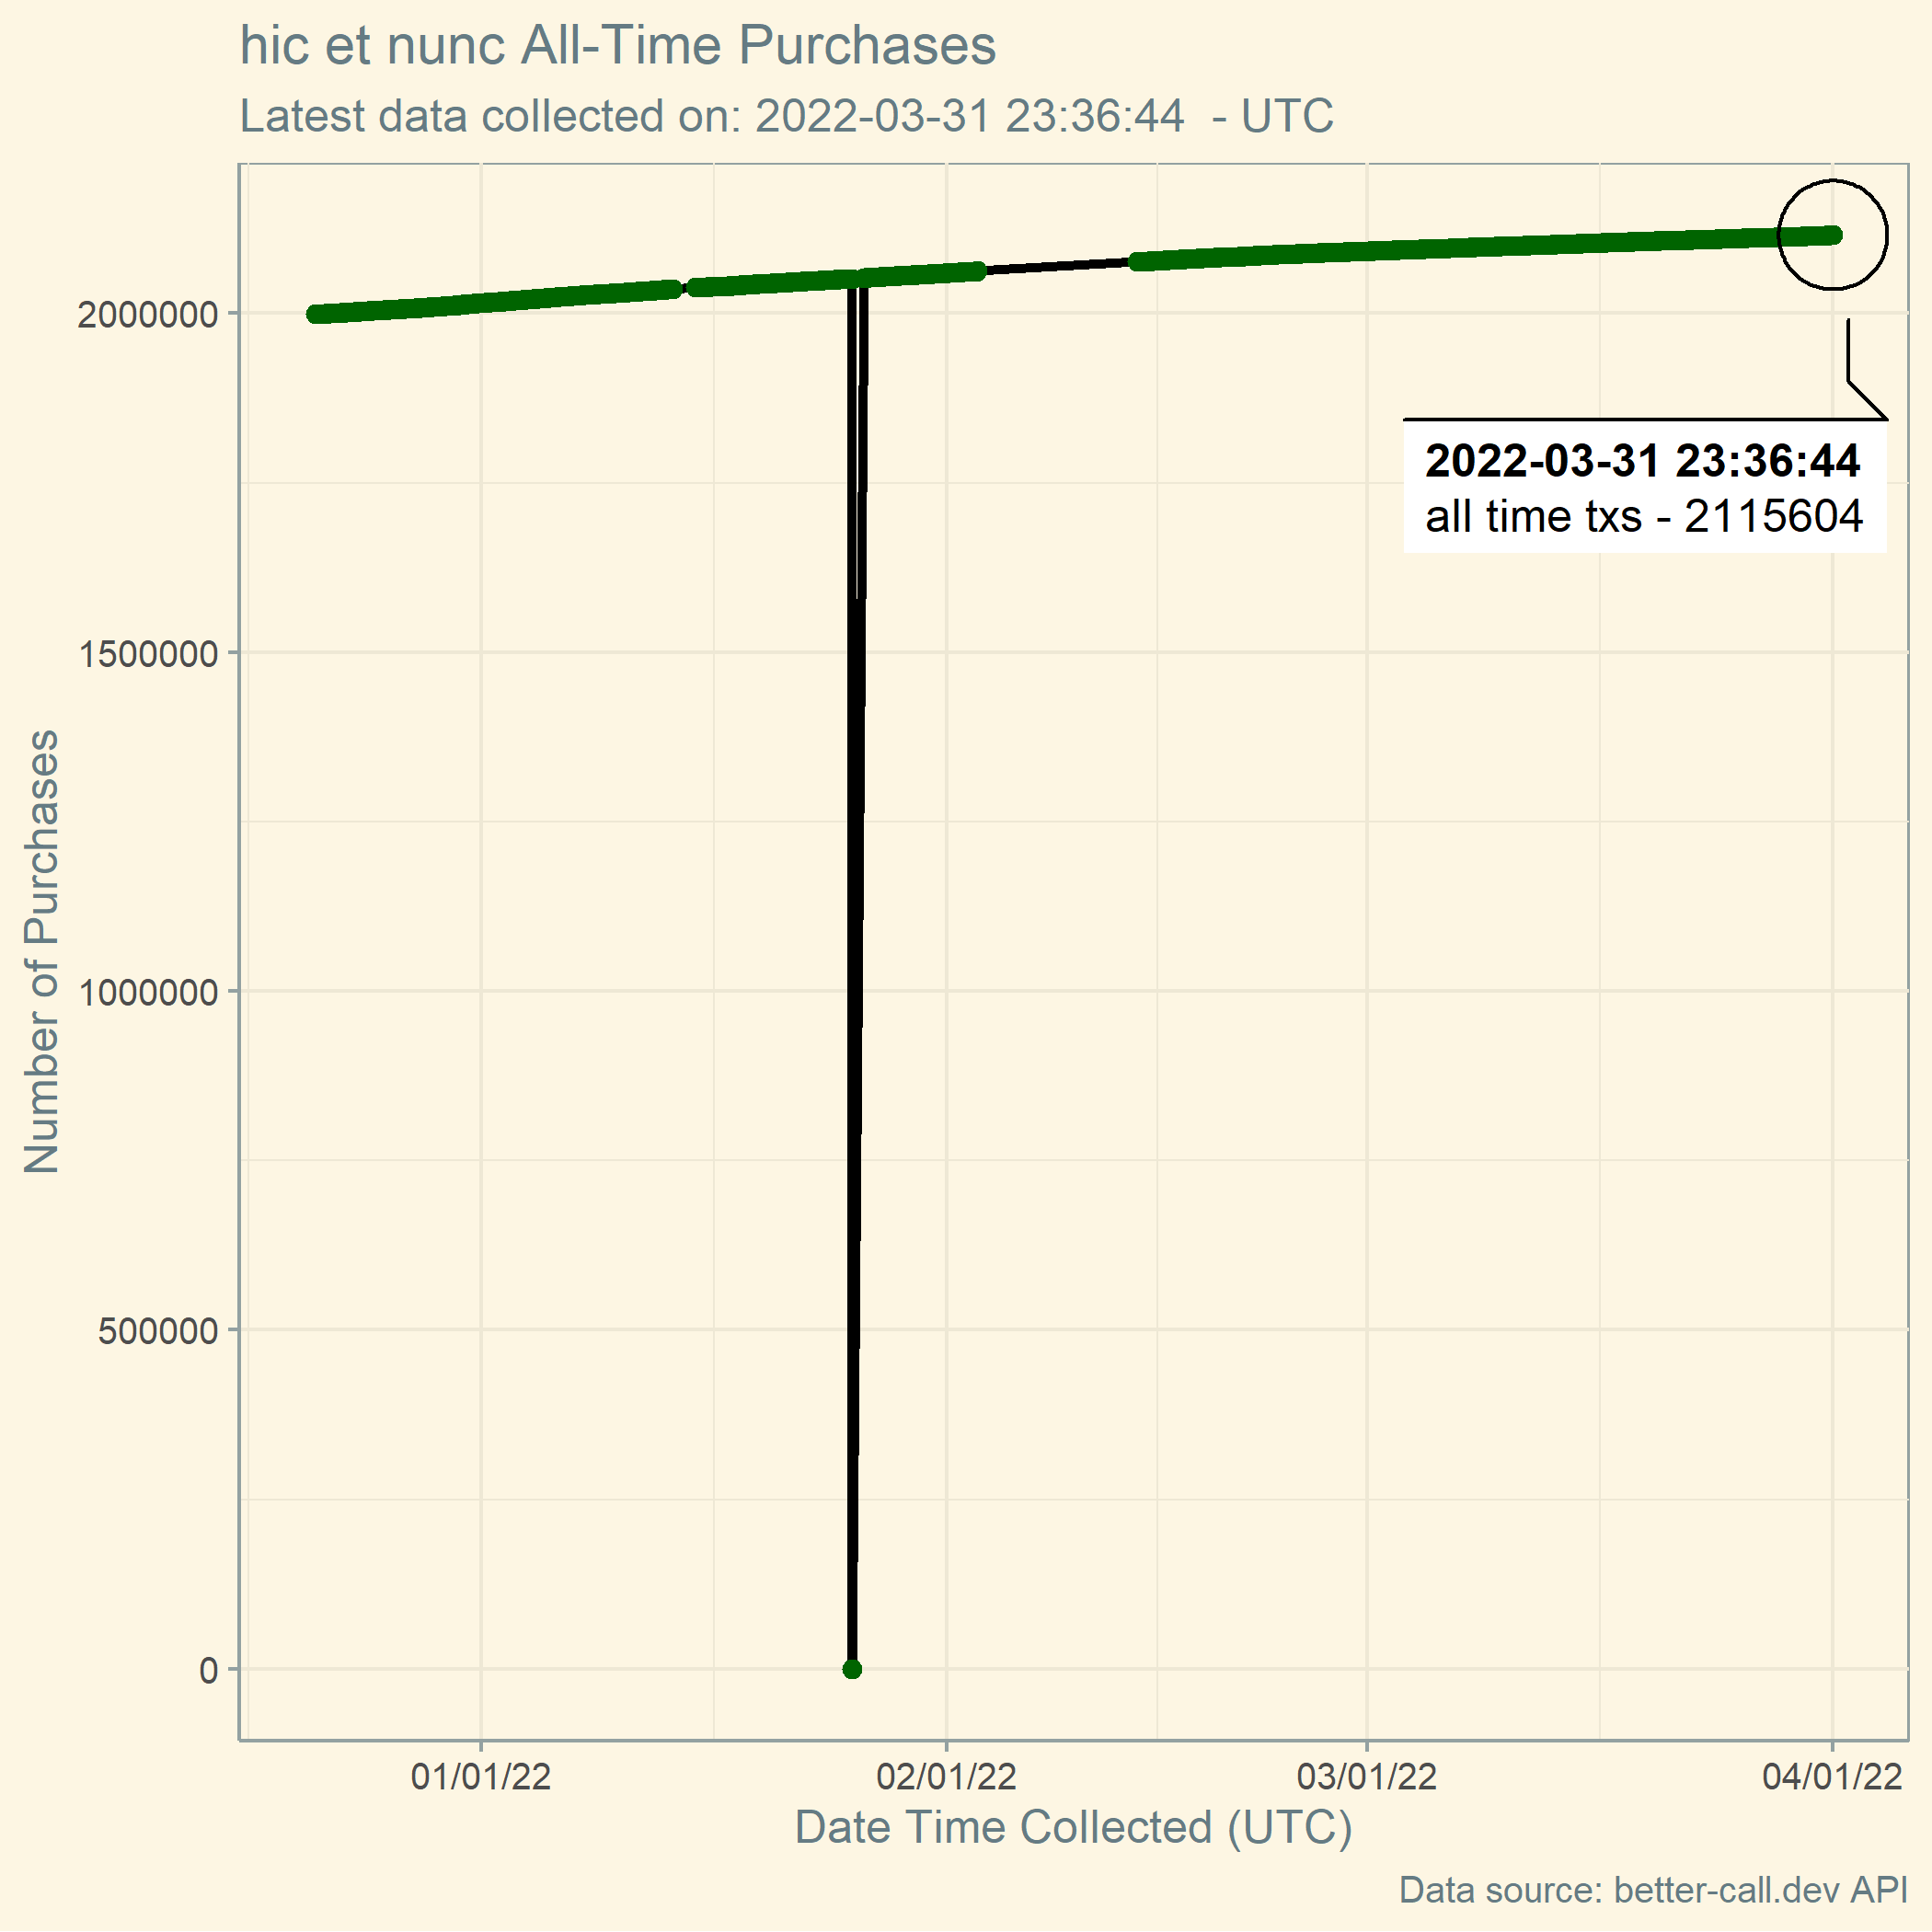 hic et nunc All-Time Purchases
Latest data collected on: 2022-03-31 23:36:44  - UTC
Number of Purchases
2000000
1500000
1000000
500000
0
2022-03-31 23:36:44
all time txs - 2115604
01/01/22
02/01/22
03/01/22
04/01/22
Date Time Collected (UTC)
Data source: better-call.dev API